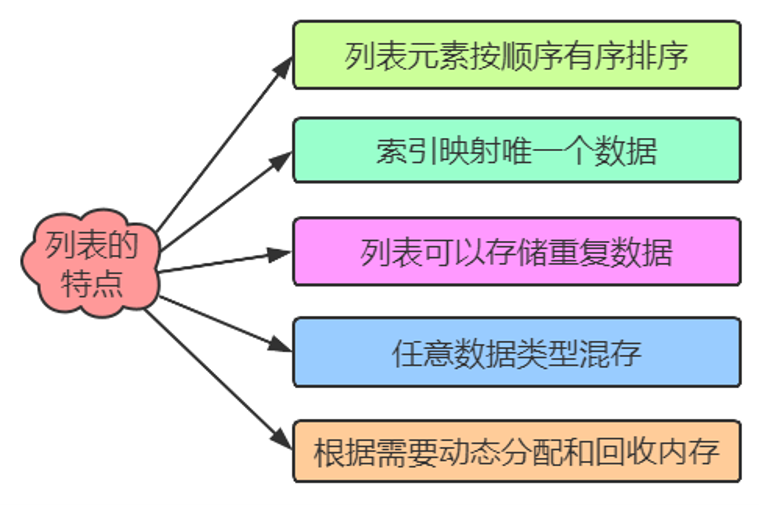 列表元素按顺序有序排序
索引映射唯一个数据
列表的
特点
列表可以存储重复数据
任意数据类型混存
根据需要动态分配和回收内存